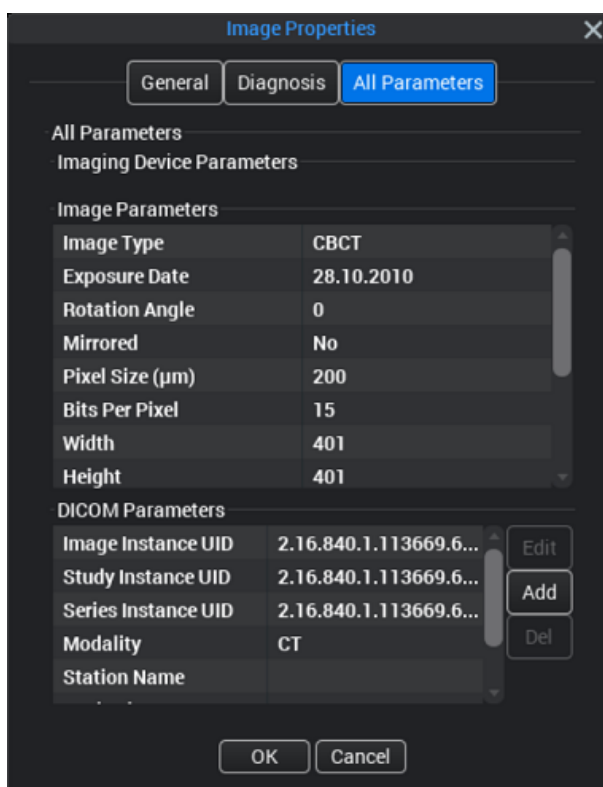 Image Properties
General Diagnosis All Parameters
All Parameters
Imaging Device Parameters
Image Parameters
Image Type CBCT
Exposure Date 28.10.2010
Rotation Angle 0
Mirrored No
Pixel Size (µm) 200
Bits Per Pixel 15
Width 401
Height 401
DICOM Parameters
Image Instance UID 2.16.840.1.113669.6... Edit
Study Instance UID 2.16.840.1.113669.6... Add
Series Instance UID 2.16.840.1.113669.6...
Modality CT Del
Station Name
OK Cancel